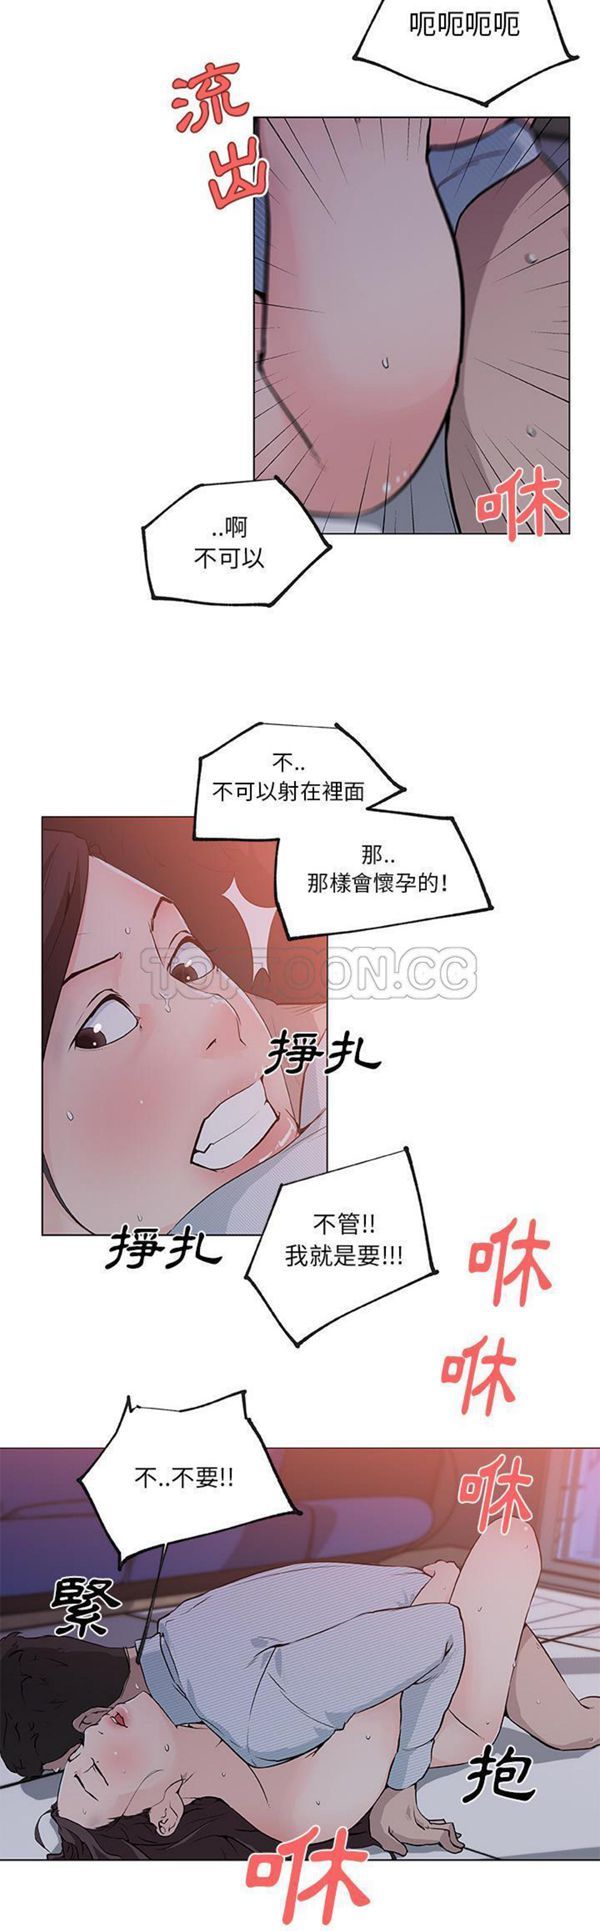 呃呃呃呃
流出
咻
..啊
不可以
不..
不可以射在裡面
那..
那樣會懷孕的!
TOPTOON.CC
掙扎
掙扎
不管!!
我就是要!!!
咻
咻
不..不要!!
咻
緊
抱
咻